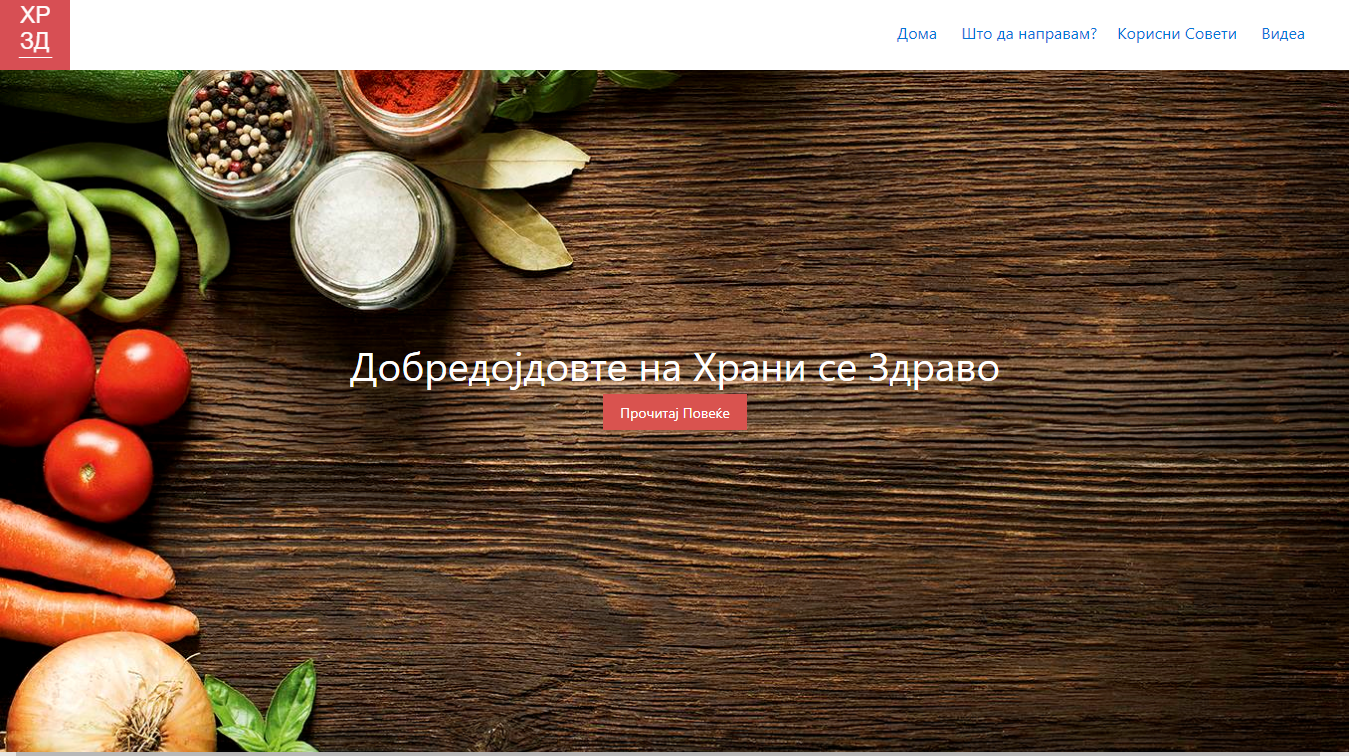 ХР
ЗД
Дома
Што да направам?
Корисни Совети
Видеа
Добредојдовте на Храни се Здраво
Прочитај Повеќе